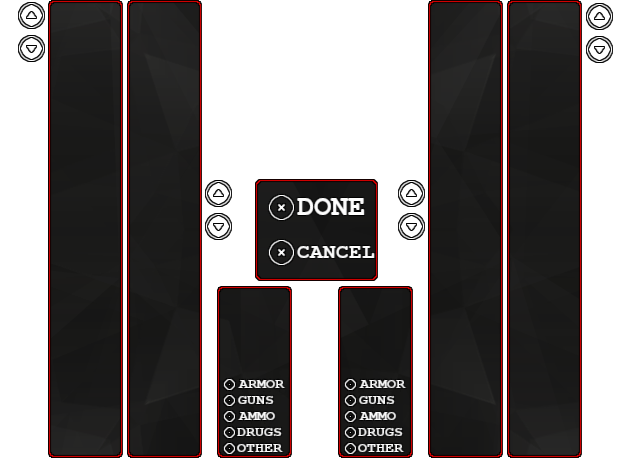 DONE
CANCEL
ARMOR
GUNS
AMMO
DRUGS
OTHER
ARMOR
GUNS
AMMO
DRUGS
OTHER